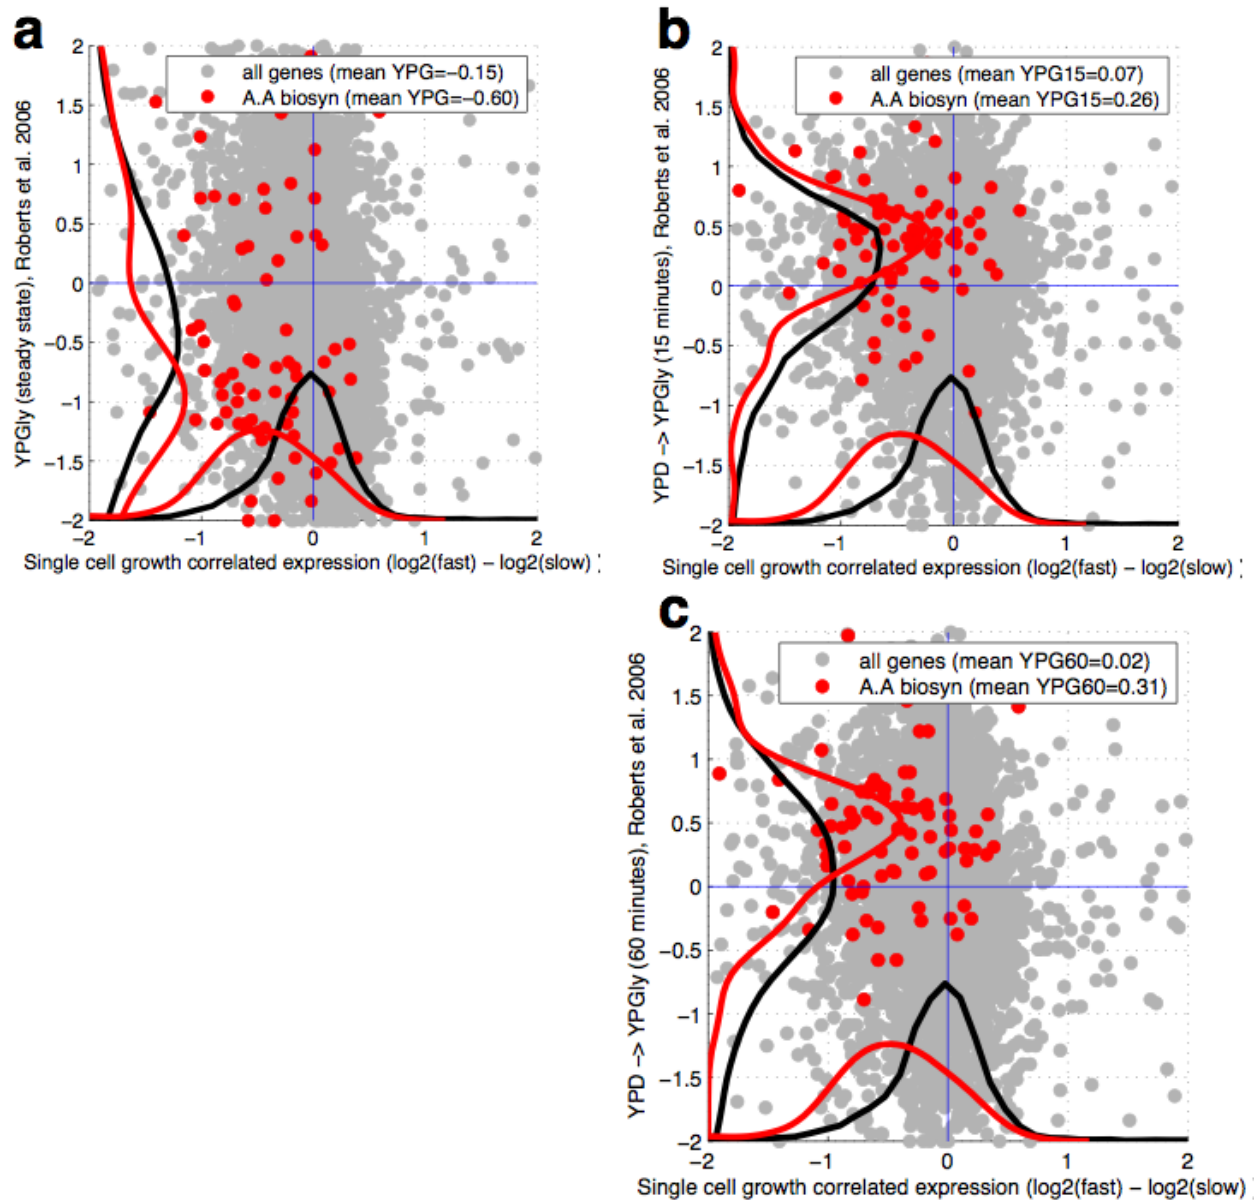 a
2
1.5
1
0.5
0
−0.5
−1
−1.5
−2
YPGly (steady state), Roberts et al. 2006
all genes (mean YPG=−0.15)
A.A biosyn (mean YPG=−0.60)
−2 −1 0 1 2
Single cell growth correlated expression (log2(fast) − log2(slow)
b
2
1.5
1
0.5
0
−0.5
−1
−1.5
−2
YPD −> YPGly (15 minutes), Roberts et al. 2006
all genes (mean YPG15=0.07)
A.A biosyn (mean YPG15=0.26)
−2 −1 0 1 2
Single cell growth correlated expression (log2(fast) − log2(slow)
c
2
1.5
1
0.5
0
−0.5
−1
−1.5
−2
YPD −> YPGly (60 minutes), Roberts et al. 2006
all genes (mean YPG60=0.02)
A.A biosyn (mean YPG60=0.31)
−2 −1 0 1 2
Single cell growth correlated expression (log2(fast) − log2(slow)